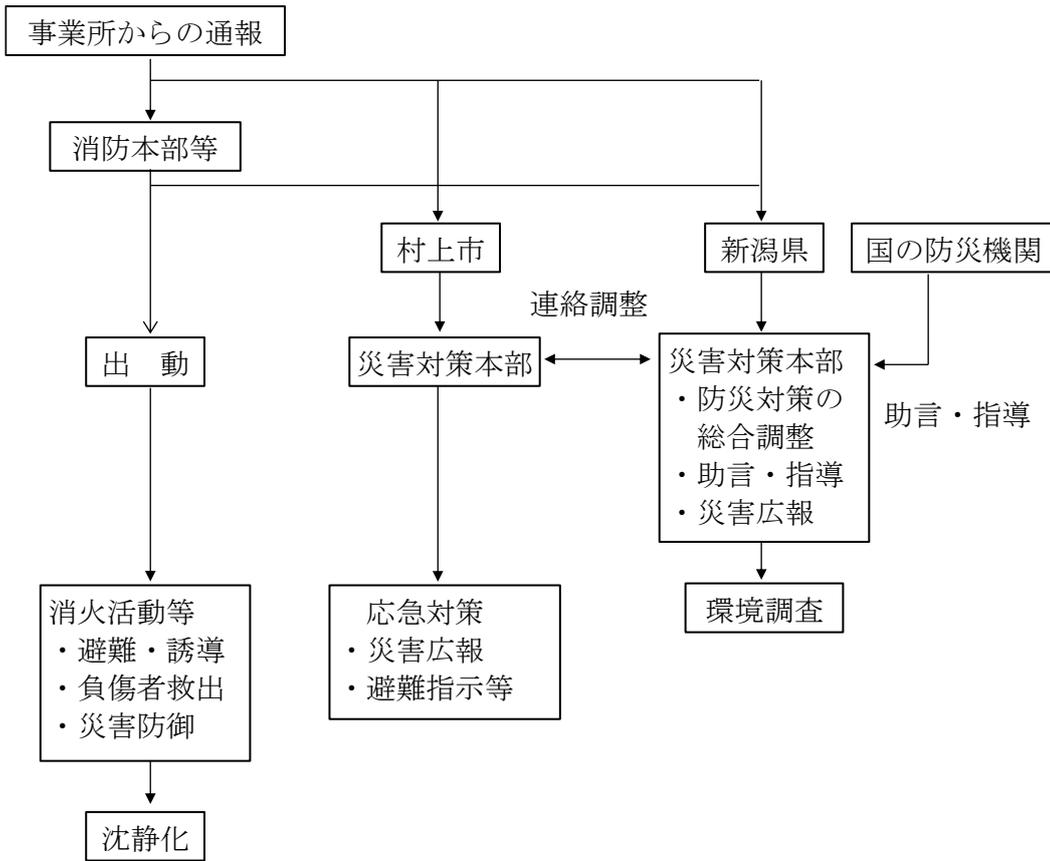 事業所からの通報
消防本部等
村上市
新潟県
国の防災機関
連絡調整
出　動
災害対策本部
災害対策本部
・防災対策の
総合調整
・助言・指導
・災害広報
助言・指導
消火活動等
・避難・誘導
・負傷者救出
・災害防御
応急対策
・災害広報
・避難指示等
環境調査
沈静化